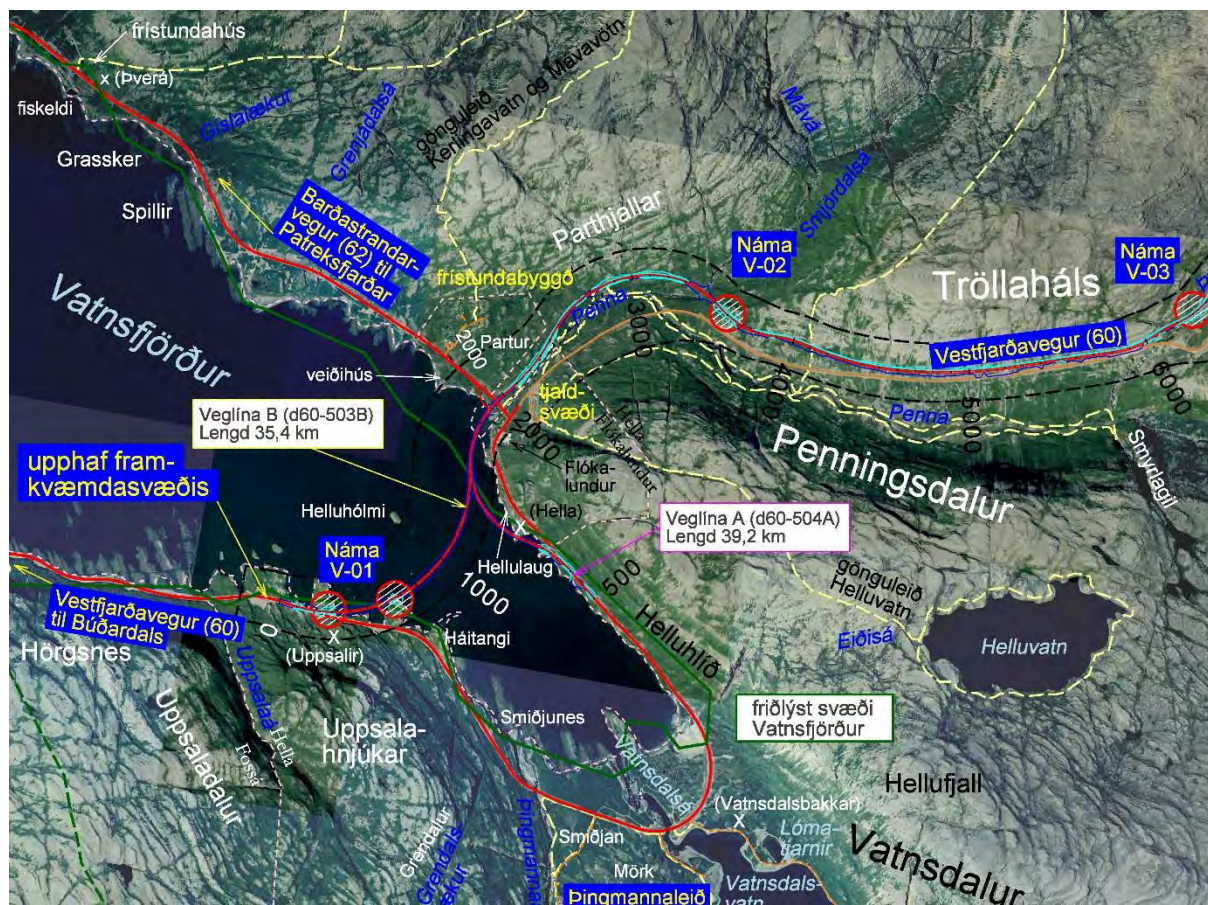 frístundahús
x (Þverá)
fiskeldi
Gíslalækur
Grassker
Grenjadalsá
gönguleið
Kerlingavatn og Mávavötn
Mává
Smjördalsá
Spillir
Barðastrandar-
vegur (62) til
Patreksfjarðar
Parthjallar
Náma
V-02
Náma
V-03
Tröllaháls
frístundabyggð
Penna
Vatnsfjörður
2000
Partur
3000
Vestfjarðavegur (60)
veiðihús
tjald-
svæði
4000
5000
6000
Penna
Veglína B (d60-503B)
Lengd 35,4 km
2000
Hella
Flókalundur
Penningsdalur
Smyrlagil
upphaf fram-
kvæmdasvæðis
Flóka-
lundur
Helluhólmi
(Hella)
x
Veglína A (d60-504A)
Lengd 39,2 km
Náma
V-01
Hellulaug
1000
500
gönguleið
Helluvatn
Vestfjarðavegur (60)
til Búðardals
0
x
(Uppsalir)
Háitangi
Helluhlíð
Eiðisá
Helluvatn
Hörgsnes
Uppsalaá
Uppsaladalur
Hella
Fossá
Uppsala-
hnjúkar
Smiðjunes
friðlýst svæði
Vatnsfjörður
Vatnsdalsá
Hellufjall
(Vatnsdalsbakkar)
x
Lóma-
tjarnir
Vatnsdalur
Smiðjan
Mörk
Þingmannaleið
Vatnsdals-
vatn